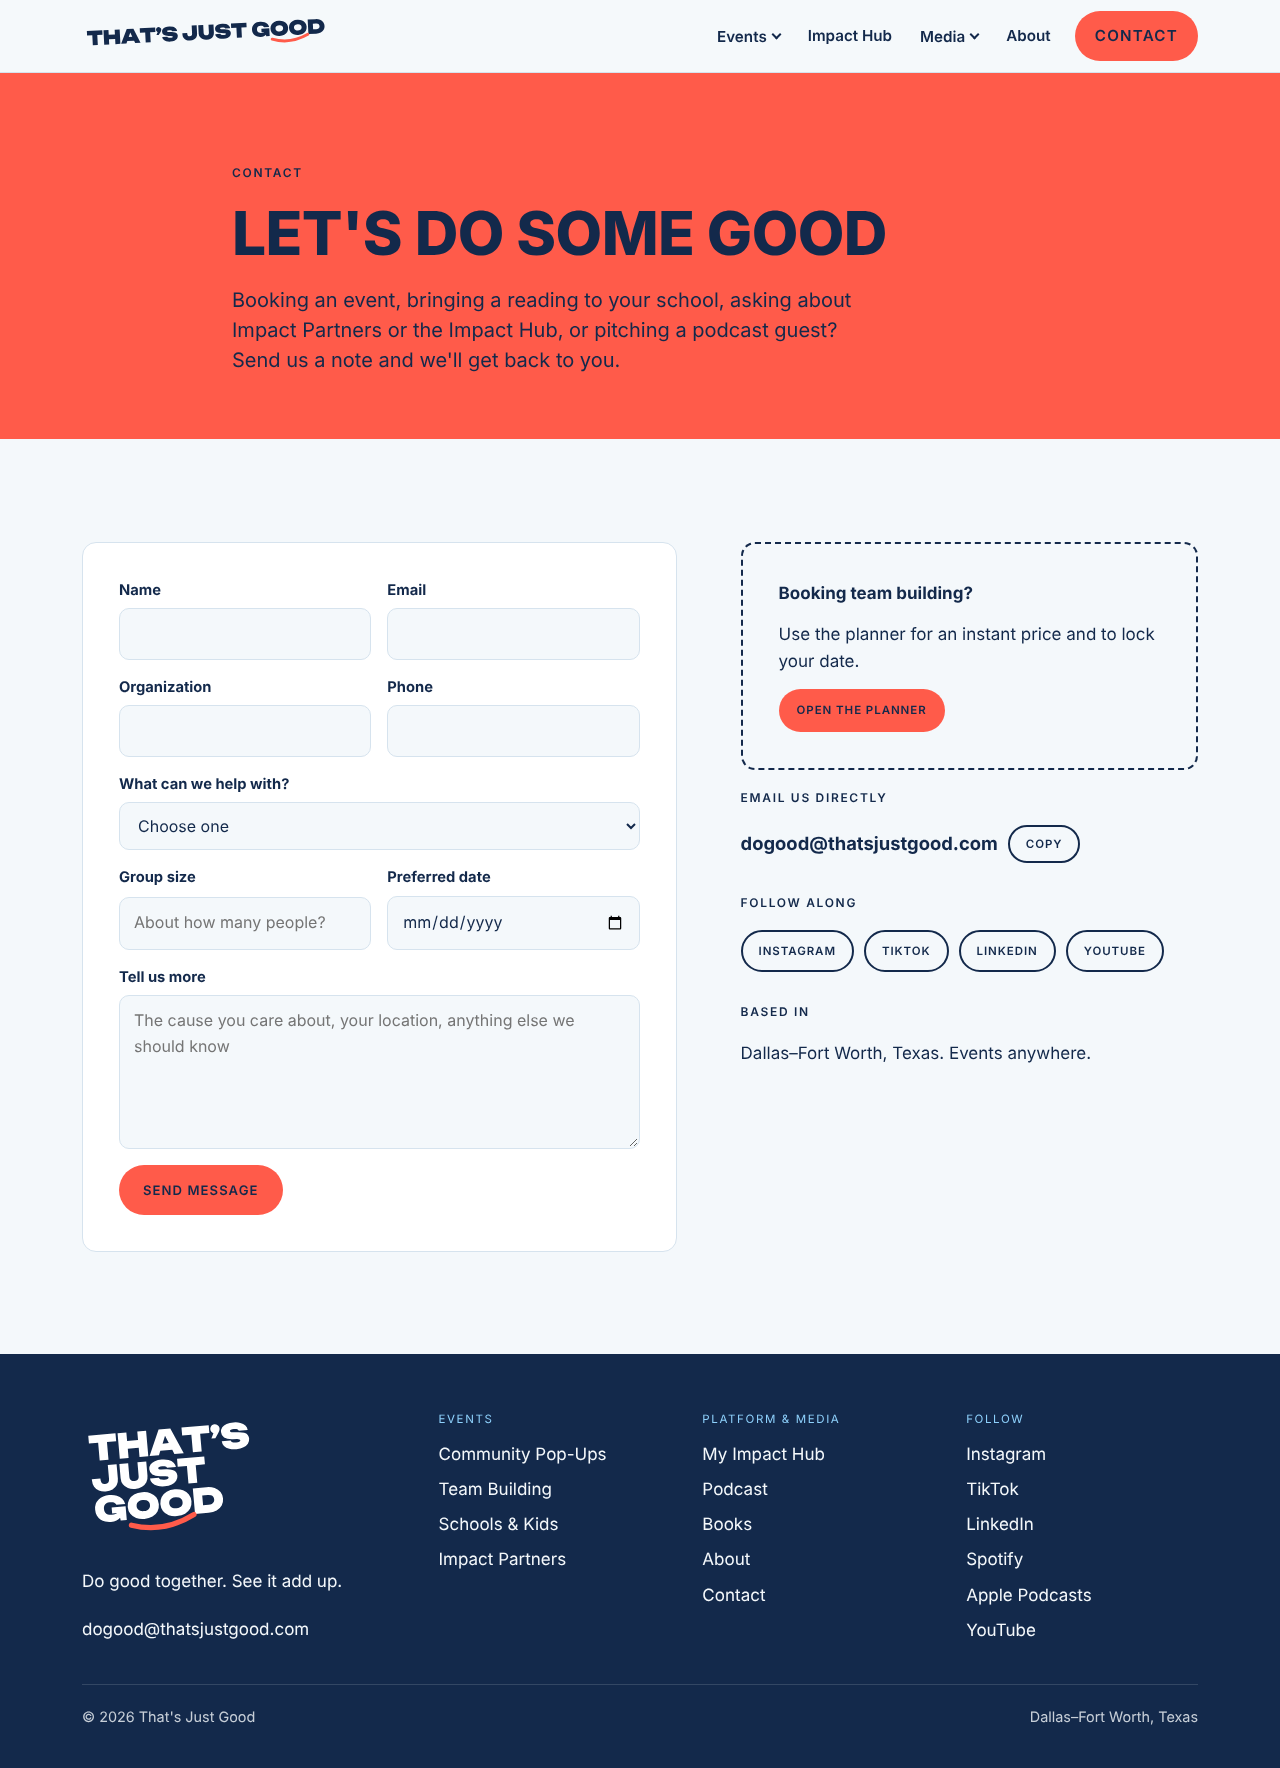 THAT'S JUST GOOD
Events
Impact Hub
Media
About
CONTACT
CONTACT
LET'S DO SOME GOOD
Booking an event, bringing a reading to your school, asking about
Impact Partners or the Impact Hub, or pitching a podcast guest?
Send us a note and we'll get back to you.
Name
Email
Organization
Phone
What can we help with?
Choose one
Group size
Preferred date
About how many people?
mm/dd/yyyy
Tell us more
The cause you care about, your location, anything else we
should know
SEND MESSAGE
Booking team building?
Use the planner for an instant price and to lock
your date.
OPEN THE PLANNER
EMAIL US DIRECTLY
dogood@thatsjustgood.com
COPY
FOLLOW ALONG
INSTAGRAM
TIKTOK
LINKEDIN
YOUTUBE
BASED IN
Dallas–Fort Worth, Texas. Events anywhere.
THAT'S
JUST
GOOD
Do good together. See it add up.
dogood@thatsjustgood.com
EVENTS
Community Pop-Ups
Team Building
Schools & Kids
Impact Partners
PLATFORM & MEDIA
My Impact Hub
Podcast
Books
About
Contact
FOLLOW
Instagram
TikTok
LinkedIn
Spotify
Apple Podcasts
YouTube
© 2026 That's Just Good
Dallas–Fort Worth, Texas